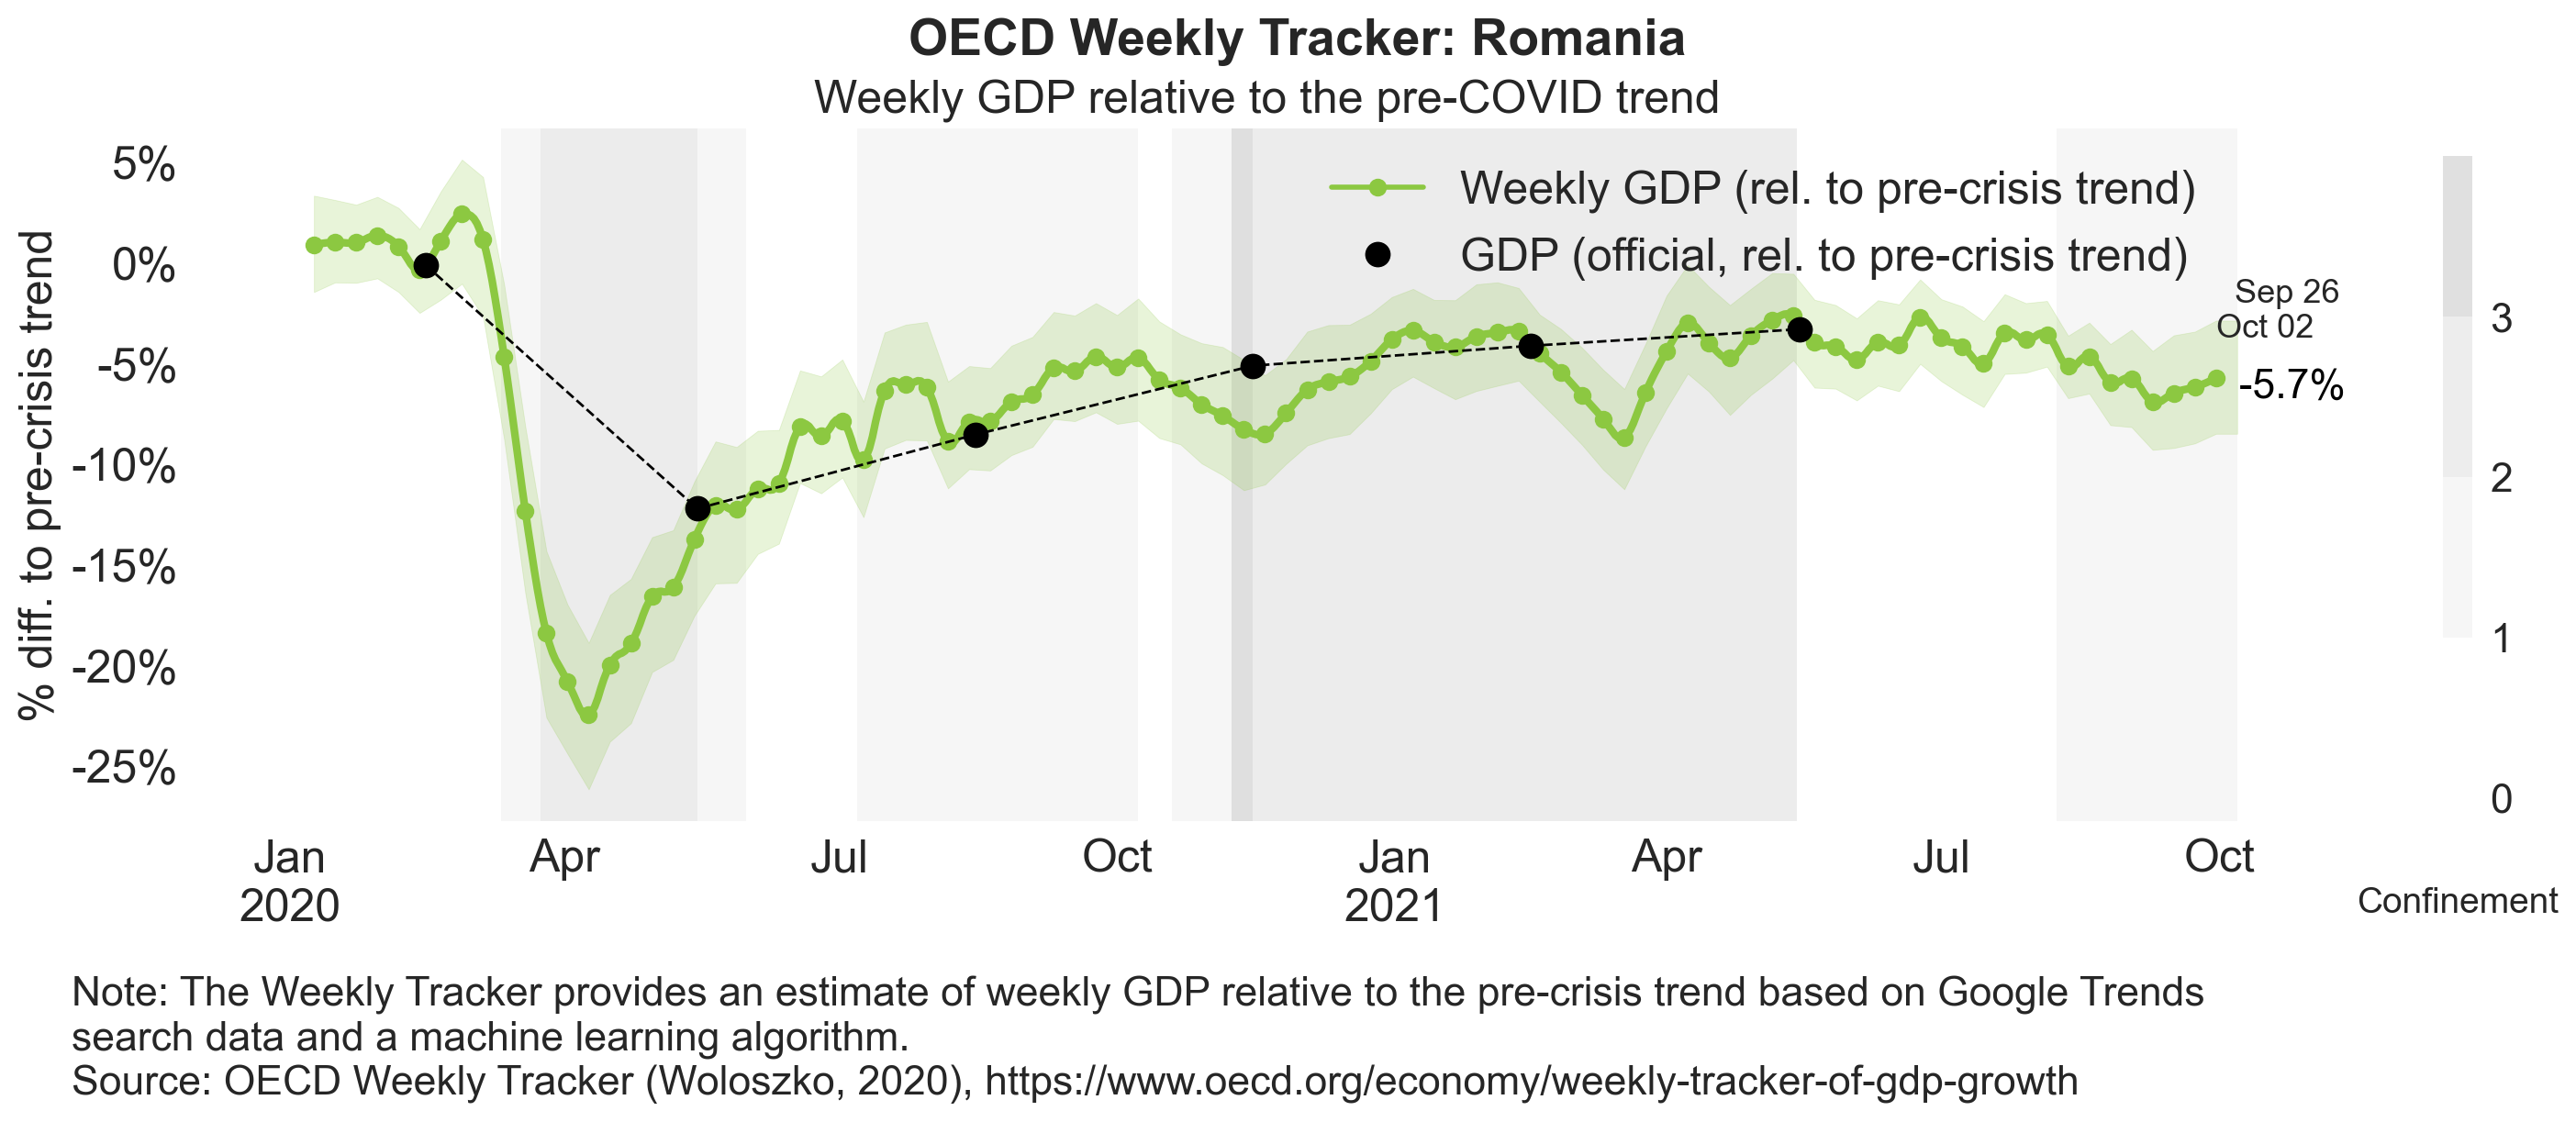 OECD Weekly Tracker: Romania
Weekly GDP relative to the pre-COVID trend
% diff. to pre-crisis trend
5%
0%
-5%
-10%
-15%
-20%
-25%
Weekly GDP (rel. to pre-crisis trend)
GDP (official, rel. to pre-crisis trend)
Sep 26
Oct 02
-5.7%
3
2
1
0
Confinement
Jan Apr Jul Oct Jan Apr Jul Oct
2020 2021
Note: The Weekly Tracker provides an estimate of weekly GDP relative to the pre-crisis trend based on Google Trends
search data and a machine learning algorithm.
Source: OECD Weekly Tracker (Woloszko, 2020), https://www.oecd.org/economy/weekly-tracker-of-gdp-growth